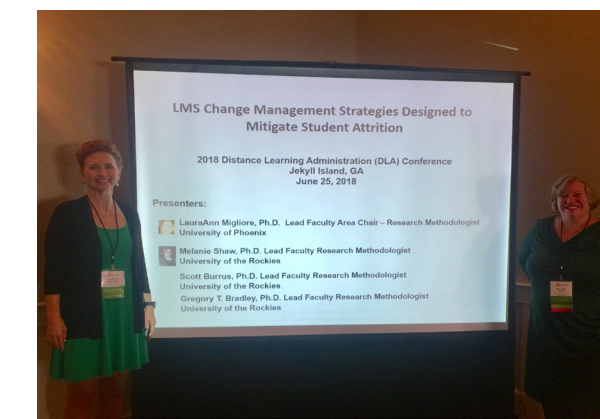 LMS Change Management Strategies Designed to
Mitigate Student Attrition
2018 Distance Learning Administration (DLA) Conference
Jekyll Island, GA
June 25, 2018
Presenters:
LauraAnn Migliore, Ph.D. Lead Faculty Area Chair – Research Methodologist
University of Phoenix
Melanie Shaw, Ph.D. Lead Faculty Research Methodologist
University of the Rockies
Scott Burrus, Ph.D. Lead Faculty Research Methodologist
University of the Rockies
Gregory T. Bradley, Ph.D. Lead Faculty Research Methodologist
University of the Rockies